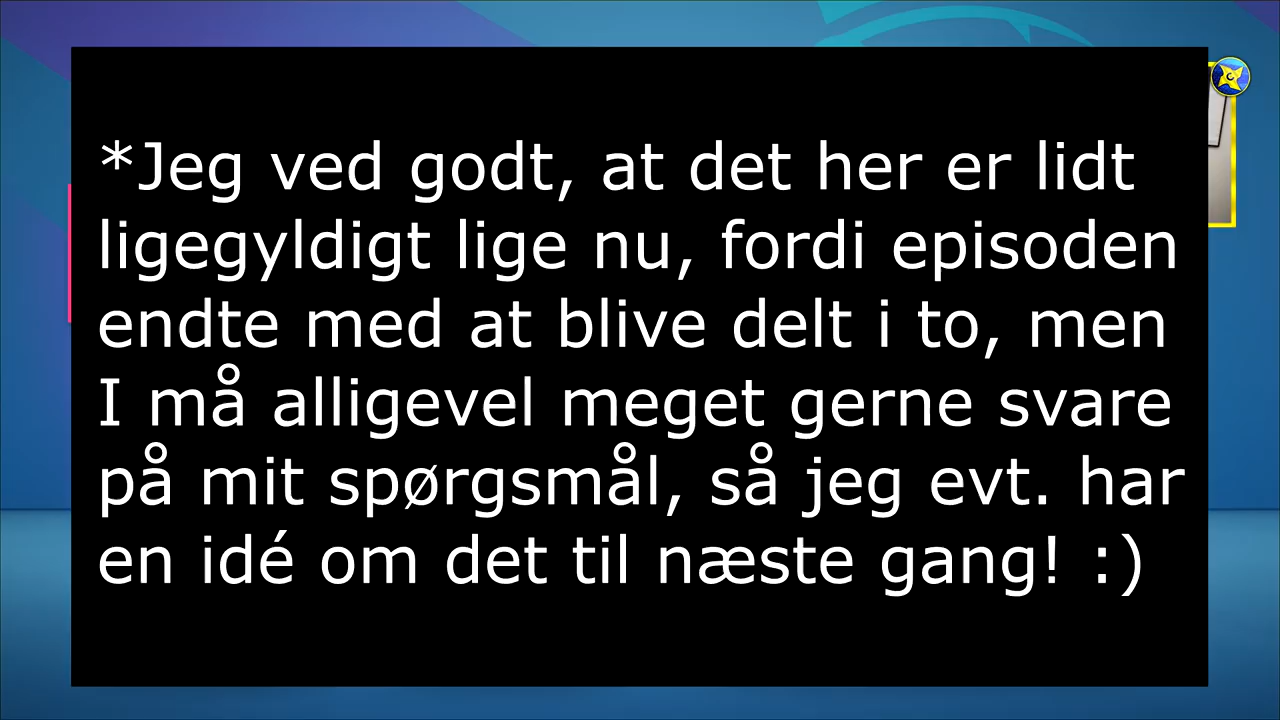 *Jeg ved godt, at det her er lidt
ligegyldigt lige nu, fordi episoden
endte med at blive delt i to, men
I må alligevel meget gerne svare
på mit spørgsmål, så jeg evt. har
en idé om det til næste gang! :)